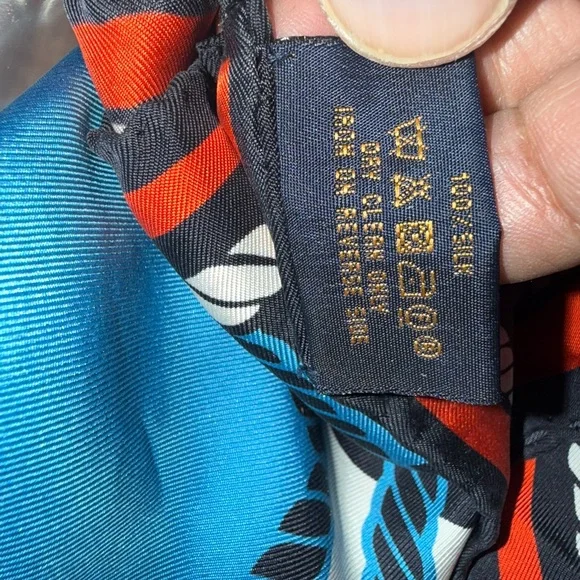 100% SILK
DRY CLEAN ONLY
IRON ON REVERSE SIDE